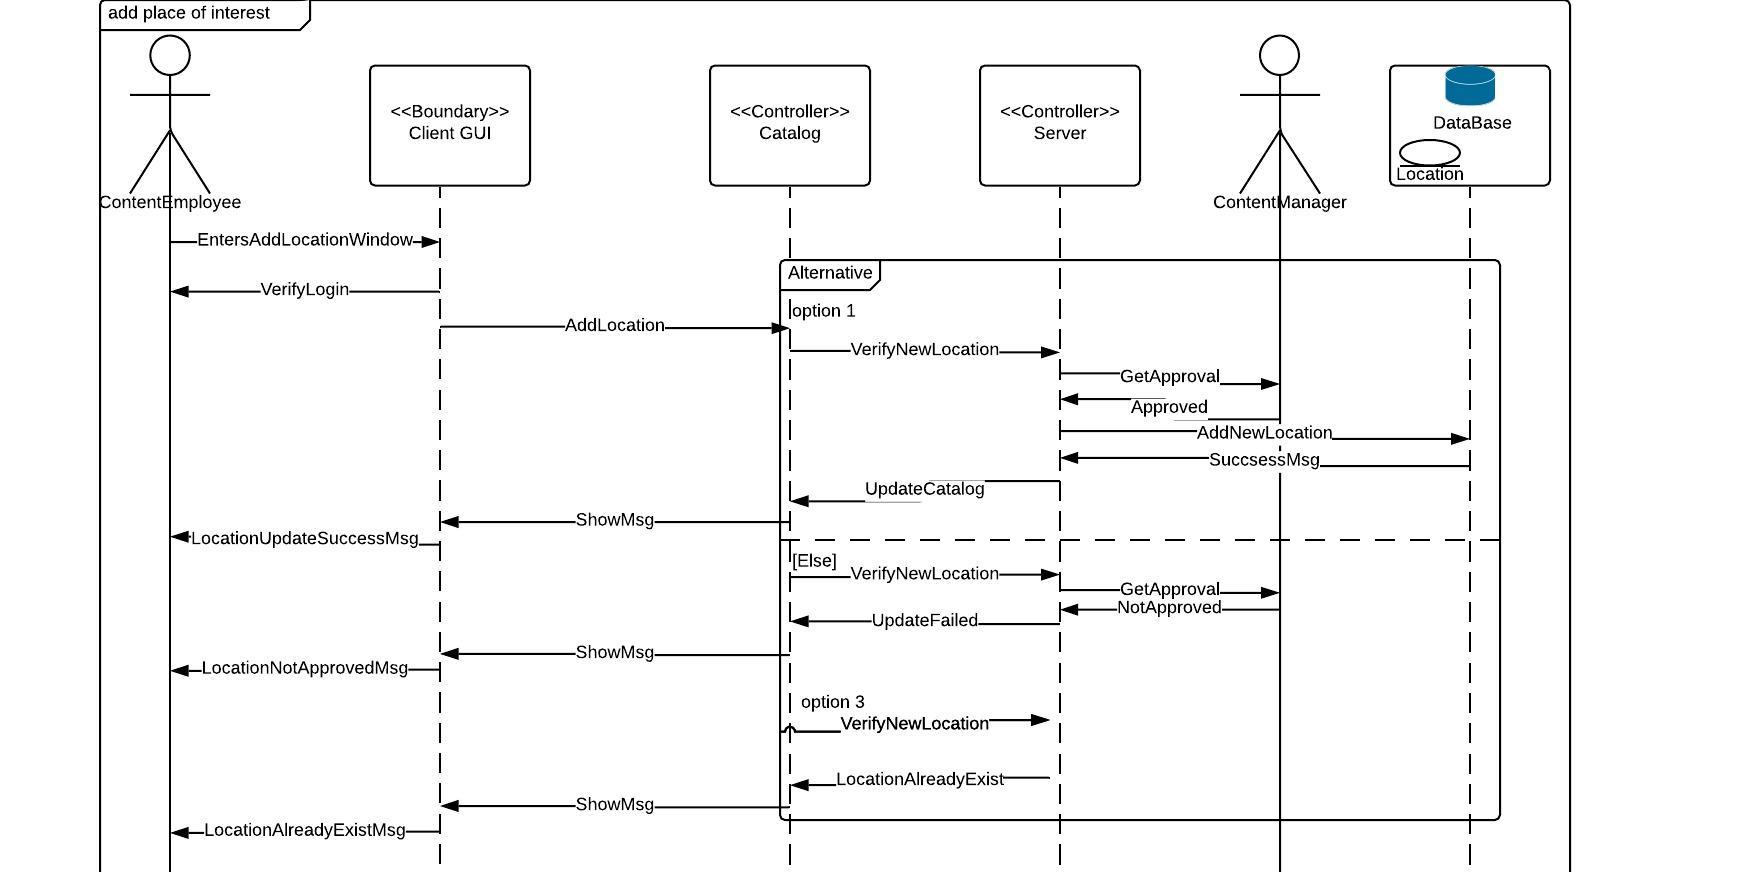 add place of interest
<<Boundary>>
Client GUI
<<Controller>>
Catalog
<<Controller>>
Server
DataBase
Location
ContentEmployee
ContentManager
EntersAddLocationWindow
Alternative
VerifyLogin
option 1
AddLocation
VerifyNewLocation
GetApproval
Approved
AddNewLocation
SuccsessMsg
UpdateCatalog
ShowMsg
LocationUpdateSuccessMsg
[Else]
VerifyNewLocation
GetApproval
NotApproved
UpdateFailed
ShowMsg
LocationNotApprovedMsg
option 3
VerifyNewLocation
LocationAlreadyExist
ShowMsg
LocationAlreadyExistMsg